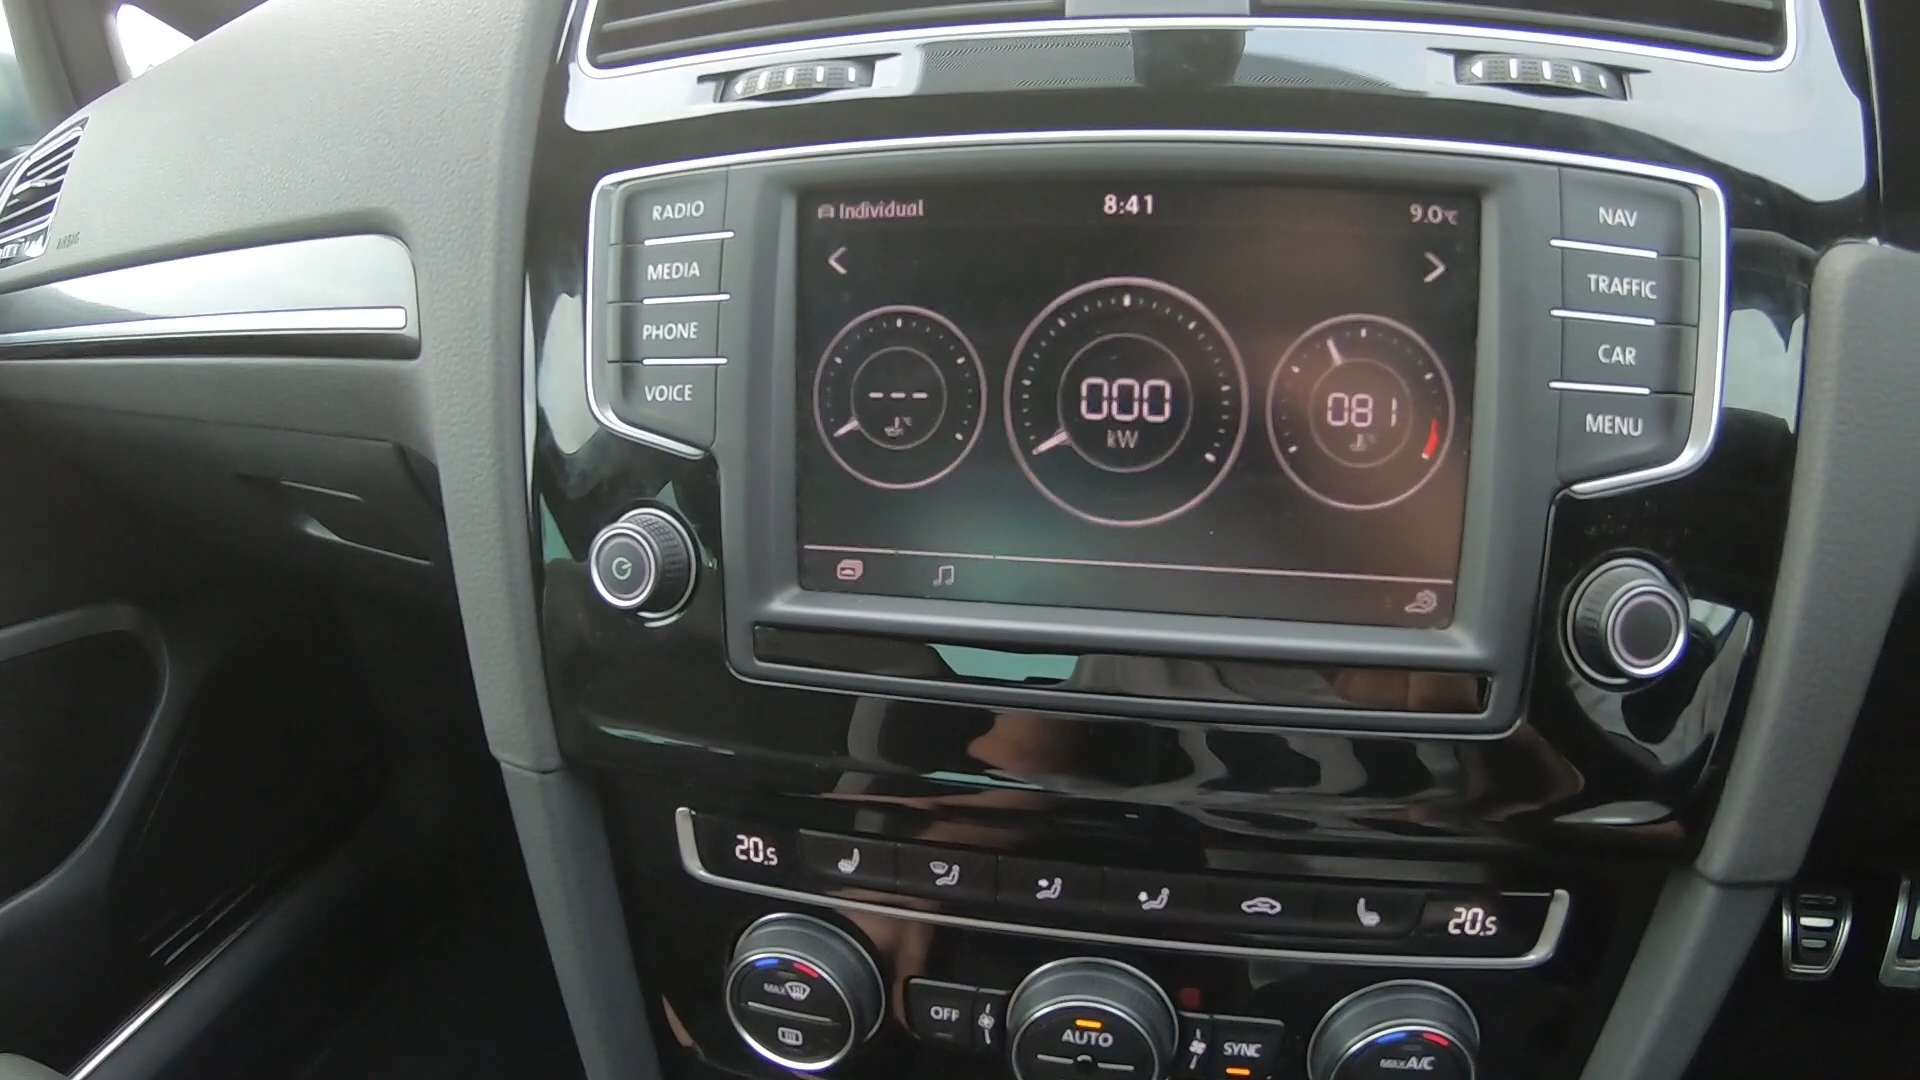 AIRBAG
RADIO
MEDIA
PHONE
VOICE
Individual
8:41
9.0°C
---
°C
000
kW
081
°C
NAV
TRAFFIC
CAR
MENU
20.5
20.5
MAX
OFF
AUTO
SYNC
MAX A/C